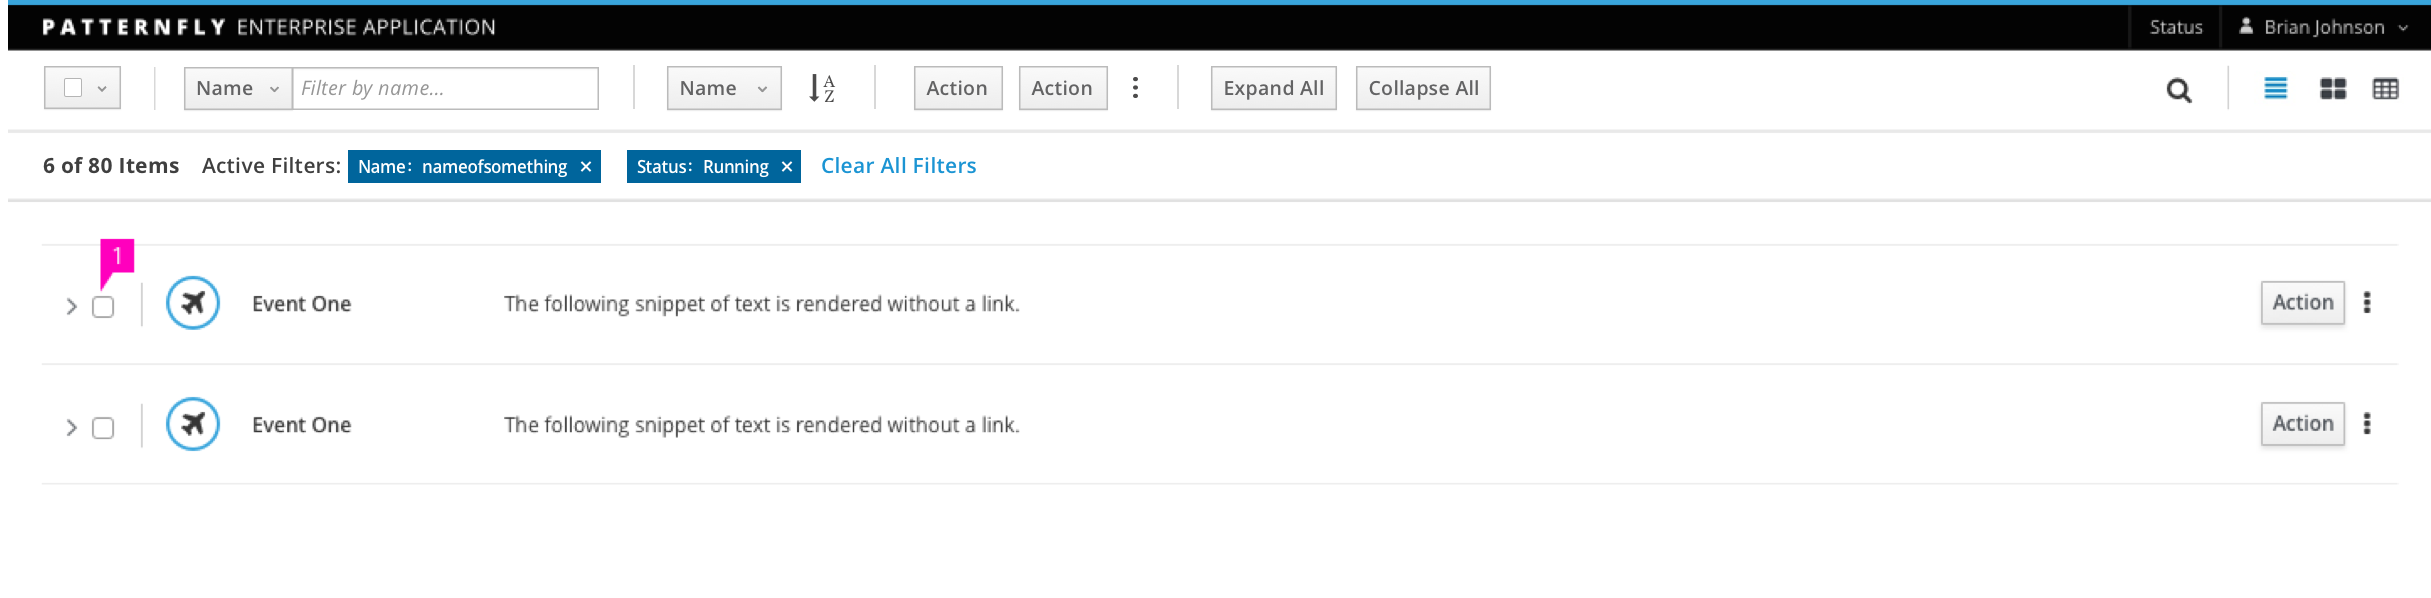 PATTERNFLY ENTERPRISE APPLICATION Status Brian Johnson
Name Filter by name... Name A Z Action Action Expand All Collapse All
6 of 80 Items Active Filters: Name: nameofsomething × Status: Running × Clear All Filters
1
Event One The following snippet of text is rendered without a link. Action
Event One The following snippet of text is rendered without a link. Action